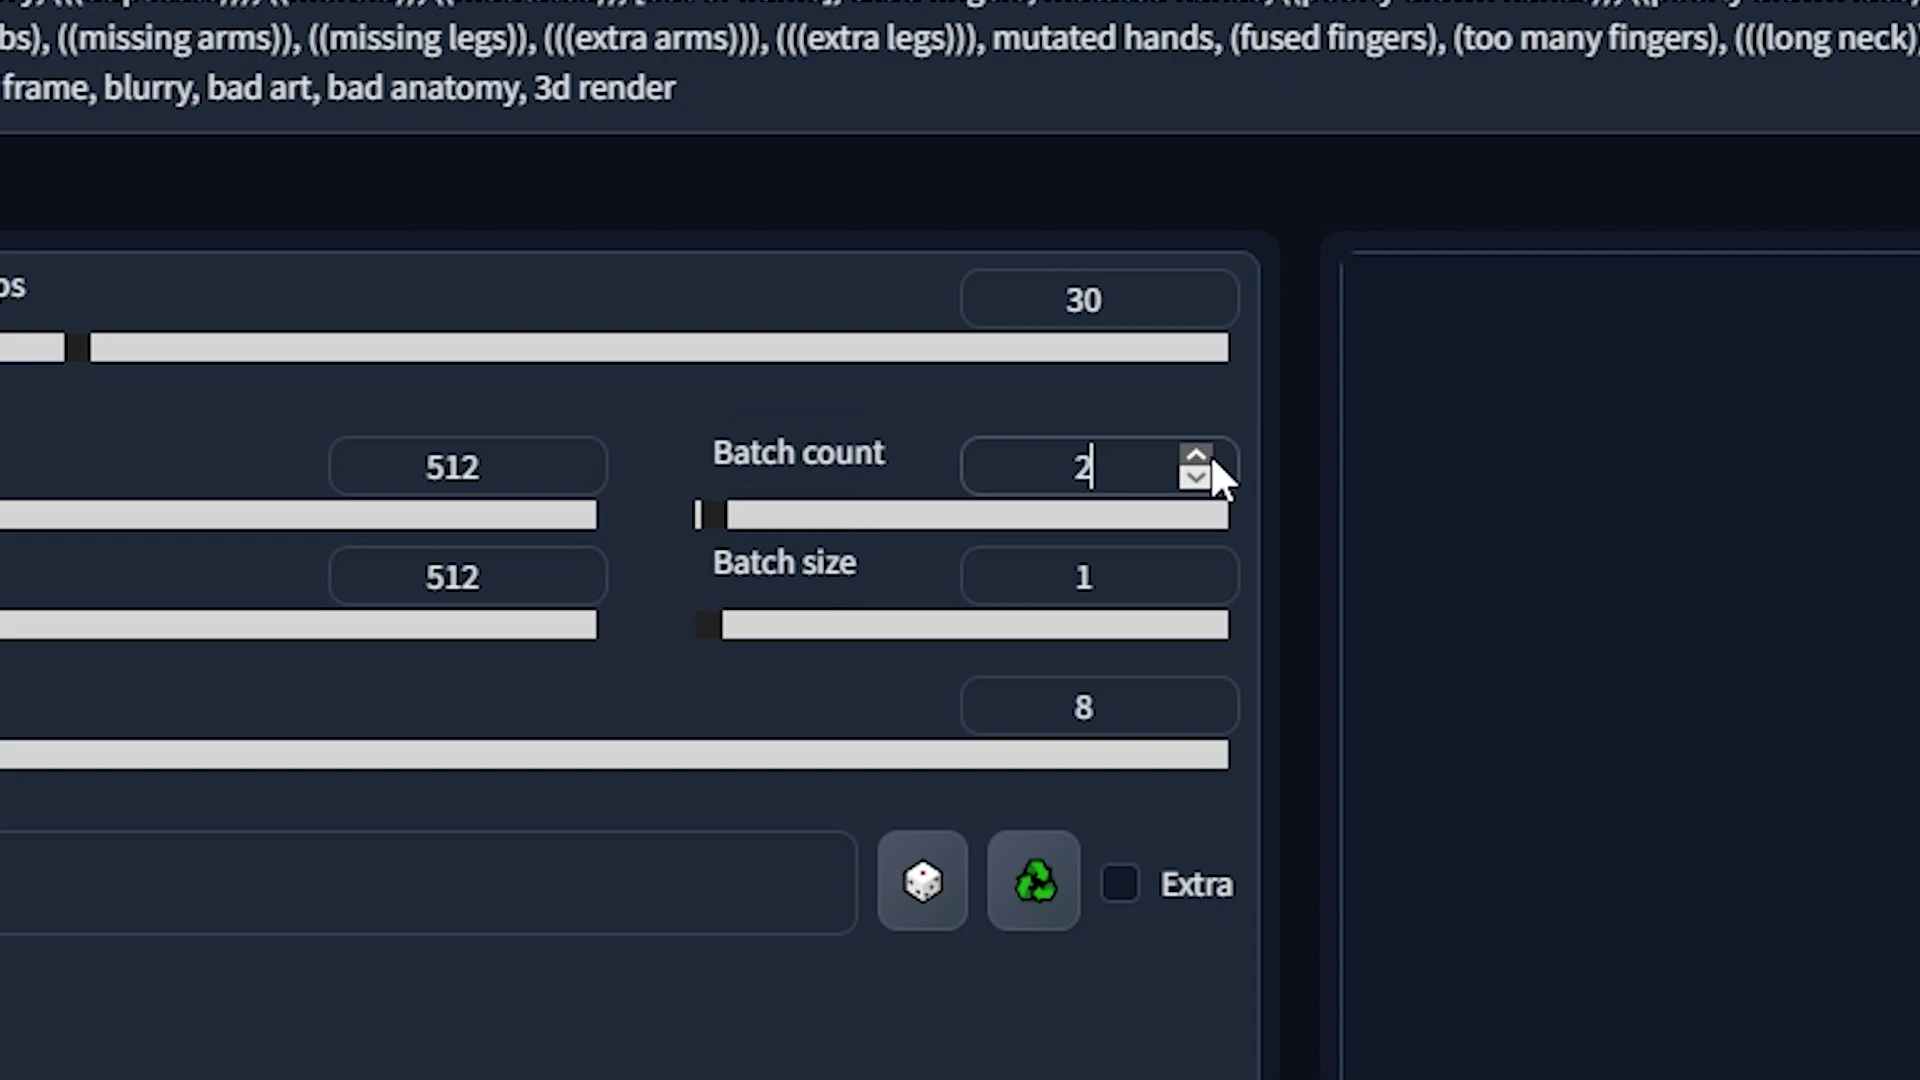 bs), ((missing arms)), ((missing legs)), (((extra arms))), (((extra legs))), mutated hands, (fused fingers), (too many fingers), (((long neck)
frame, blurry, bad art, bad anatomy, 3d render
ps
30
512
Batch count
2
512
Batch size
1
8
Extra